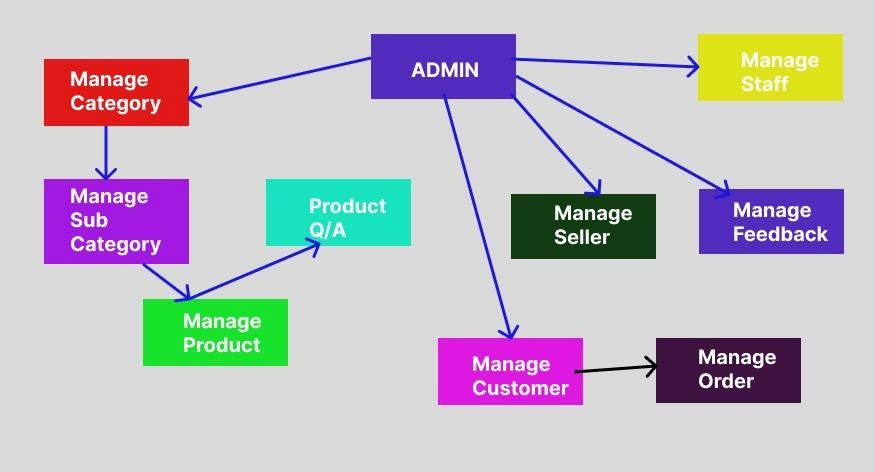 ADMIN
Manage
Category
Manage
Staff
Manage
Sub
Category
Product
Q/A
Manage
Seller
Manage
Feedback
Manage
Product
Manage
Customer
Manage
Order